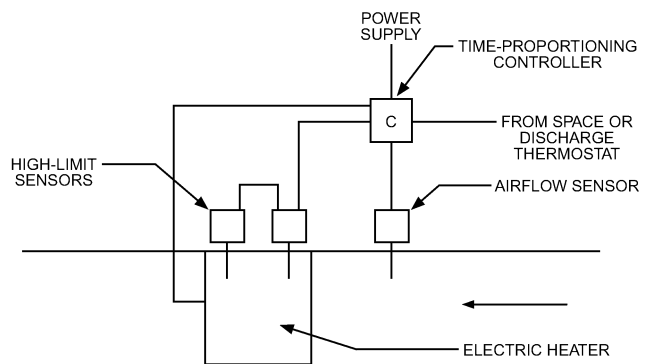 POWER
SUPPLY
TIME-PROPORTIONING
CONTROLLER
C
FROM SPACE OR
DISCHARGE
THERMOSTAT
HIGH-LIMIT
SENSORS
AIRFLOW SENSOR
ELECTRIC HEATER